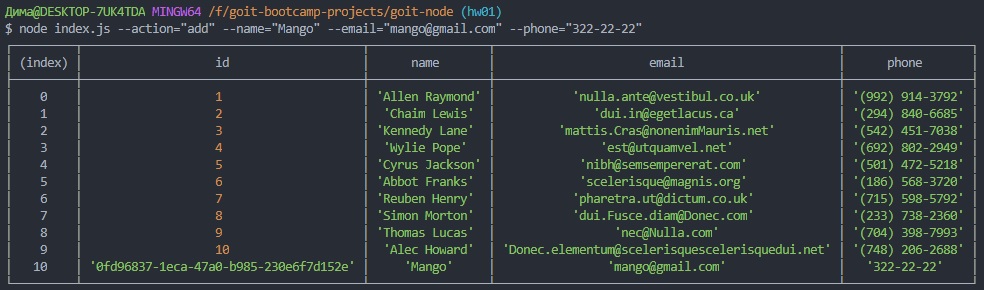 Дима@DESKTOP-7UK4TDA MINGW64 /f/goit-bootcamp-projects/goit-node (hw01)
$ node index.js --action="add" --name="Mango" --email="mango@gmail.com" --phone="322-22-22"
(index) id name email phone
0 1 'Allen Raymond' 'nulla.ante@vestibul.co.uk' '(992) 914-3792'
1 2 'Chaim Lewis' 'dui.in@egetlacus.ca' '(294) 840-6685'
2 3 'Kennedy Lane' 'mattis.Cras@nonenimMauris.net' '(542) 451-7038'
3 4 'Wylie Pope' 'est@utquamvel.net' '(692) 802-2949'
4 5 'Cyrus Jackson' 'nibh@semsempererat.com' '(501) 472-5218'
5 6 'Abbot Franks' 'scelerisque@magnis.org' '(186) 568-3720'
6 7 'Reuben Henry' 'pharetra.ut@dictum.co.uk' '(715) 598-5792'
7 8 'Simon Morton' 'dui.Fusce.diam@Donec.com' '(233) 738-2360'
8 9 'Thomas Lucas' 'nec@Nulla.com' '(704) 398-7993'
9 10 'Alec Howard' 'Donec.elementum@scelerisquescelerisquedui.net' '(748) 206-2688'
10 '0fd96837-1eca-47a0-b985-230e6f7d152e' 'Mango' 'mango@gmail.com' '322-22-22'